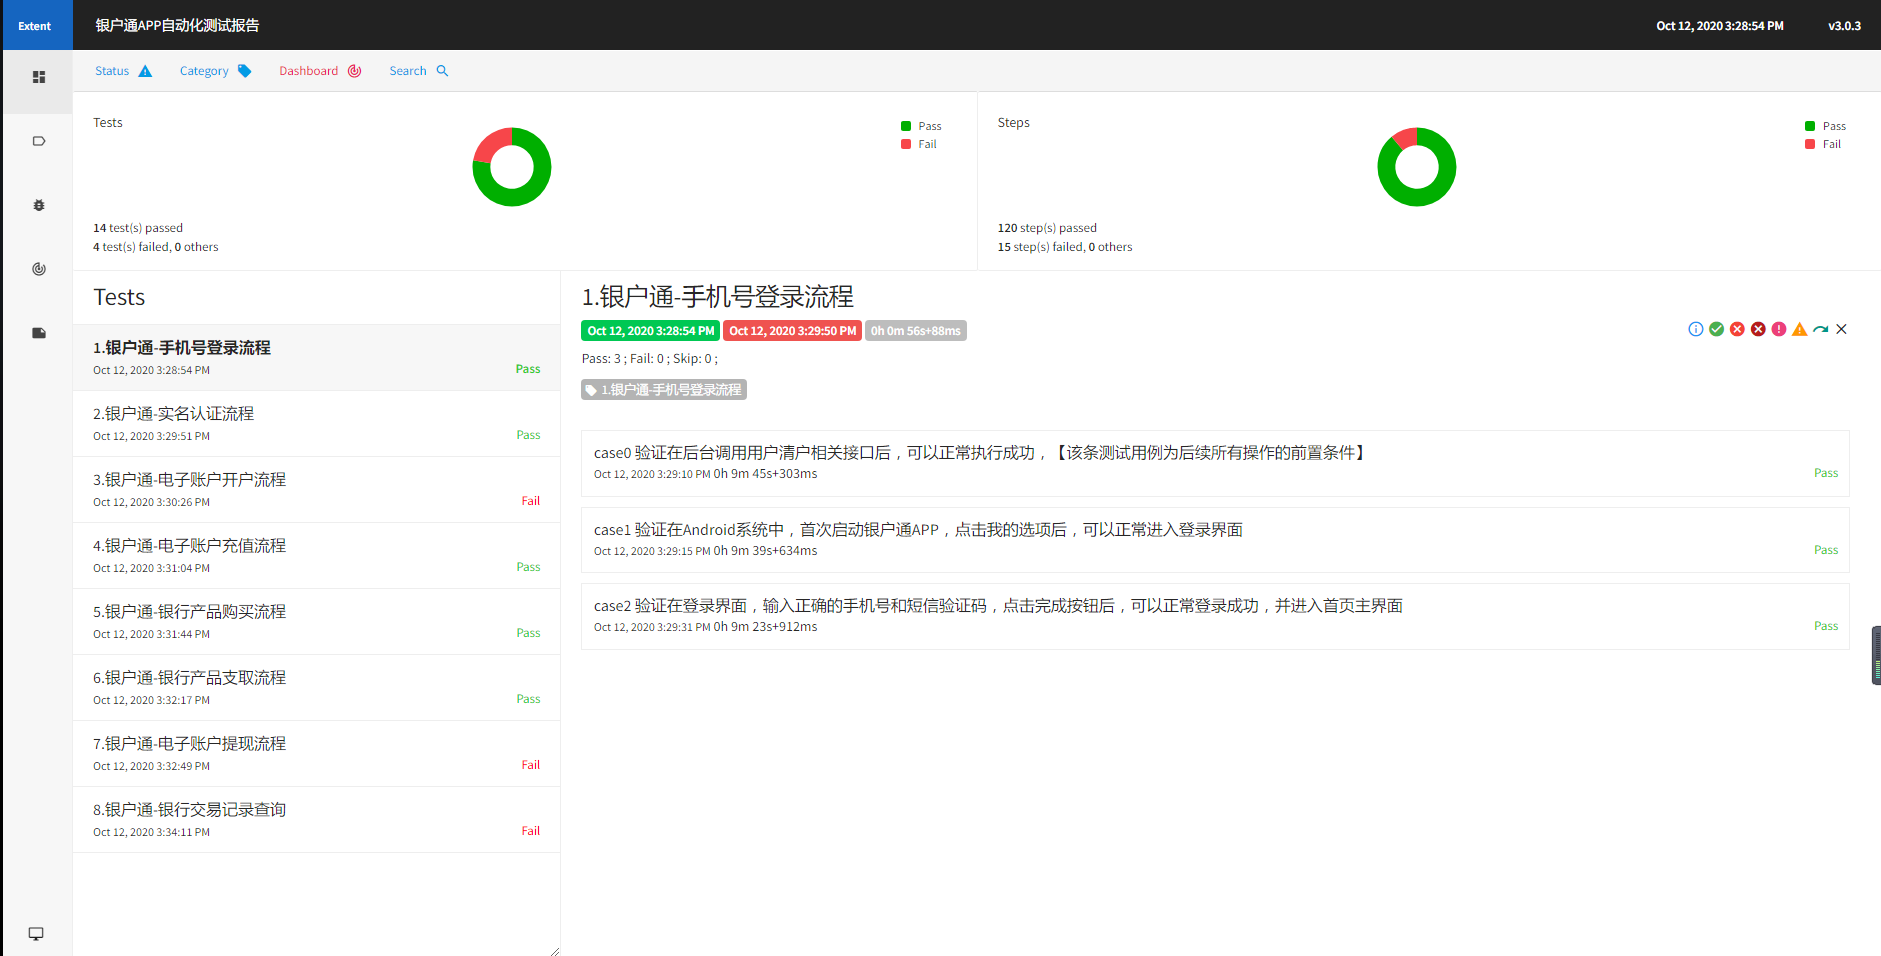 Extent
银户通APP自动化测试报告
Oct 12, 2020 3:28:54 PM
v3.0.3
Status
Category
Dashboard
Search
Tests
Pass
Fail
14 test(s) passed
4 test(s) failed, 0 others
Steps
Pass
Fail
120 step(s) passed
15 step(s) failed, 0 others
Tests
1.银户通-手机号登录流程
Oct 12, 2020 3:28:54 PM
Pass
2.银户通-实名认证流程
Oct 12, 2020 3:29:51 PM
Pass
3.银户通-电子账户开户流程
Oct 12, 2020 3:30:26 PM
Fail
4.银户通-电子账户充值流程
Oct 12, 2020 3:31:04 PM
Pass
5.银户通-银行产品购买流程
Oct 12, 2020 3:31:44 PM
Pass
6.银户通-银行产品支取流程
Oct 12, 2020 3:32:17 PM
Pass
7.银户通-电子账户提现流程
Oct 12, 2020 3:32:49 PM
Fail
8.银户通-银行交易记录查询
Oct 12, 2020 3:34:11 PM
Fail
1.银户通-手机号登录流程
Oct 12, 2020 3:28:54 PM Oct 12, 2020 3:29:50 PM 0h 0m 56s+88ms
Pass: 3 ; Fail: 0 ; Skip: 0 ;
1.银户通-手机号登录流程
case0 验证在后台调用用户清户相关接口后，可以正常执行成功，【该条测试用例为后续所有操作的前置条件】
Oct 12, 2020 3:29:10 PM 0h 9m 45s+303ms
Pass
case1 验证在Android系统中，首次启动银户通APP，点击我的选项后，可以正常进入登录界面
Oct 12, 2020 3:29:15 PM 0h 9m 39s+634ms
Pass
case2 验证在登录界面，输入正确的手机号和短信验证码，点击完成按钮后，可以正常登录成功，并进入首页主界面
Oct 12, 2020 3:29:31 PM 0h 9m 23s+912ms
Pass